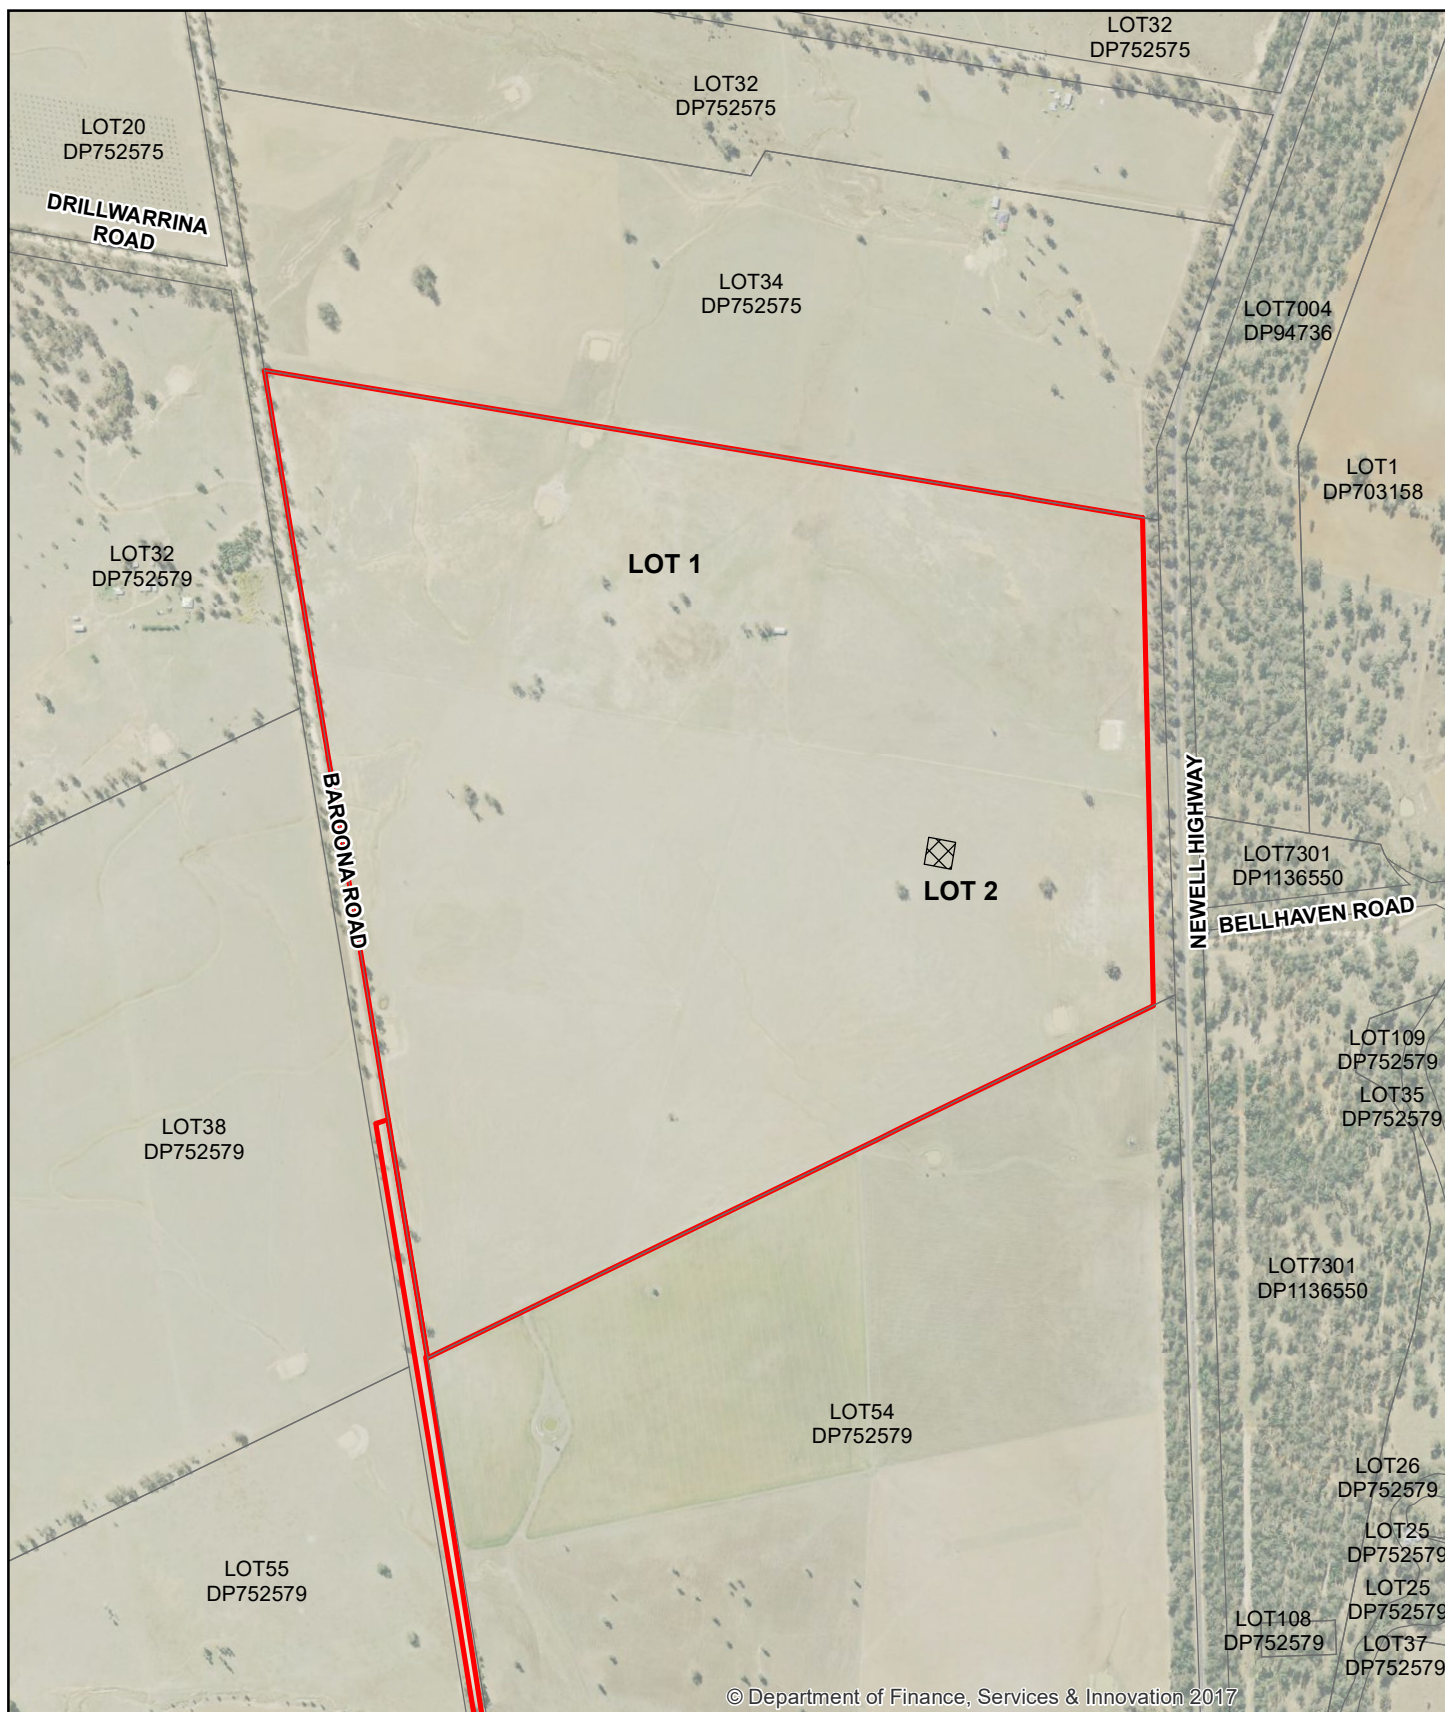 LOT32
DP752575
LOT32
DP752575
LOT20
DP752575
DRILLWARRINA
ROAD
LOT34
DP752575
LOT7004
DP94736
LOT1
DP703158
LOT32
DP752579
LOT 1
BAROONA ROAD
NEWELL HIGHWAY
LOT7301
DP1136550
LOT 2
BELLHAVEN ROAD
LOT109
DP752579
LOT35
DP752579
LOT38
DP752579
LOT7301
DP1136550
LOT54
DP752579
LOT26
DP752579
LOT25
DP752579
LOT55
DP752579
LOT25
DP752579
LOT108
DP752579
LOT37
DP752579
© Department of Finance, Services & Innovation 2017